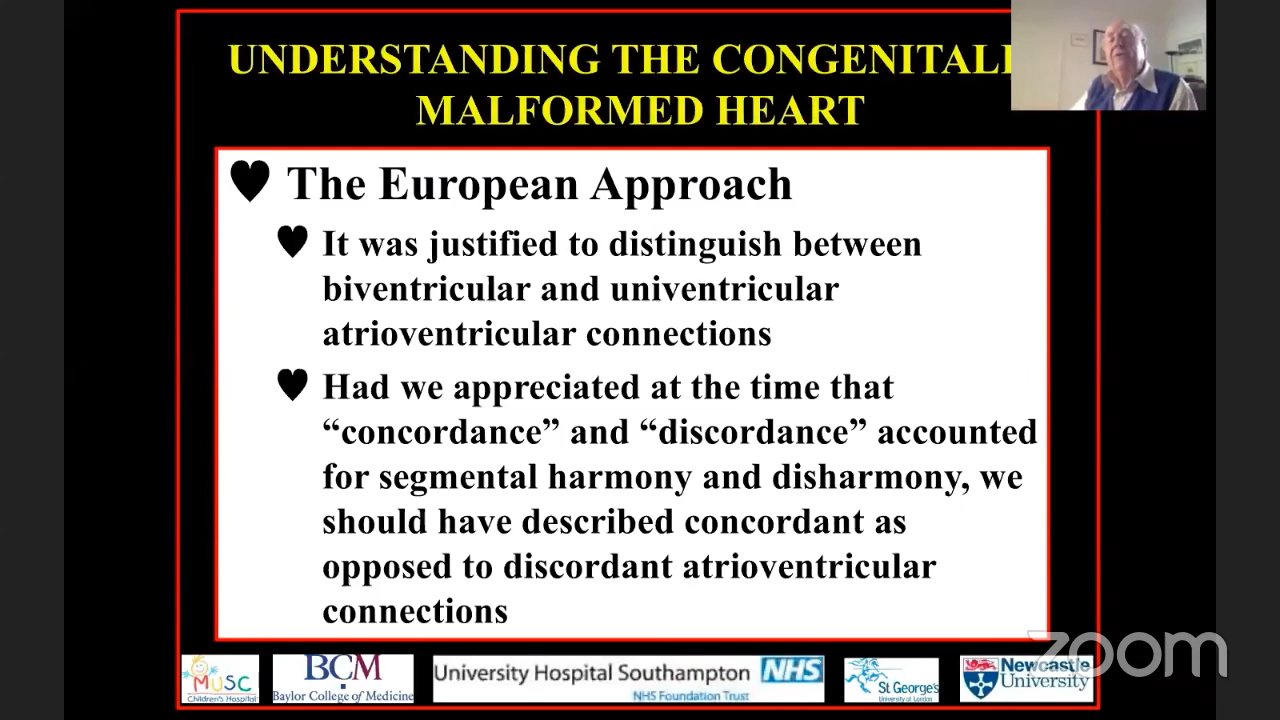 UNDERSTANDING THE CONGENITALL
MALFORMED HEART
The European Approach
It was justified to distinguish between
biventricular and univentricular
atrioventricular connections
Had we appreciated at the time that
“concordance” and “discordance” accounted
for segmental harmony and disharmony, we
should have described concordant as
opposed to discordant atrioventricular
connections
MUSC
Children's Hospital
BCM
Baylor College of Medicine
University Hospital Southampton NHS
NHS Foundation Trust
St George's
University of London
Newcastle
University
zoom